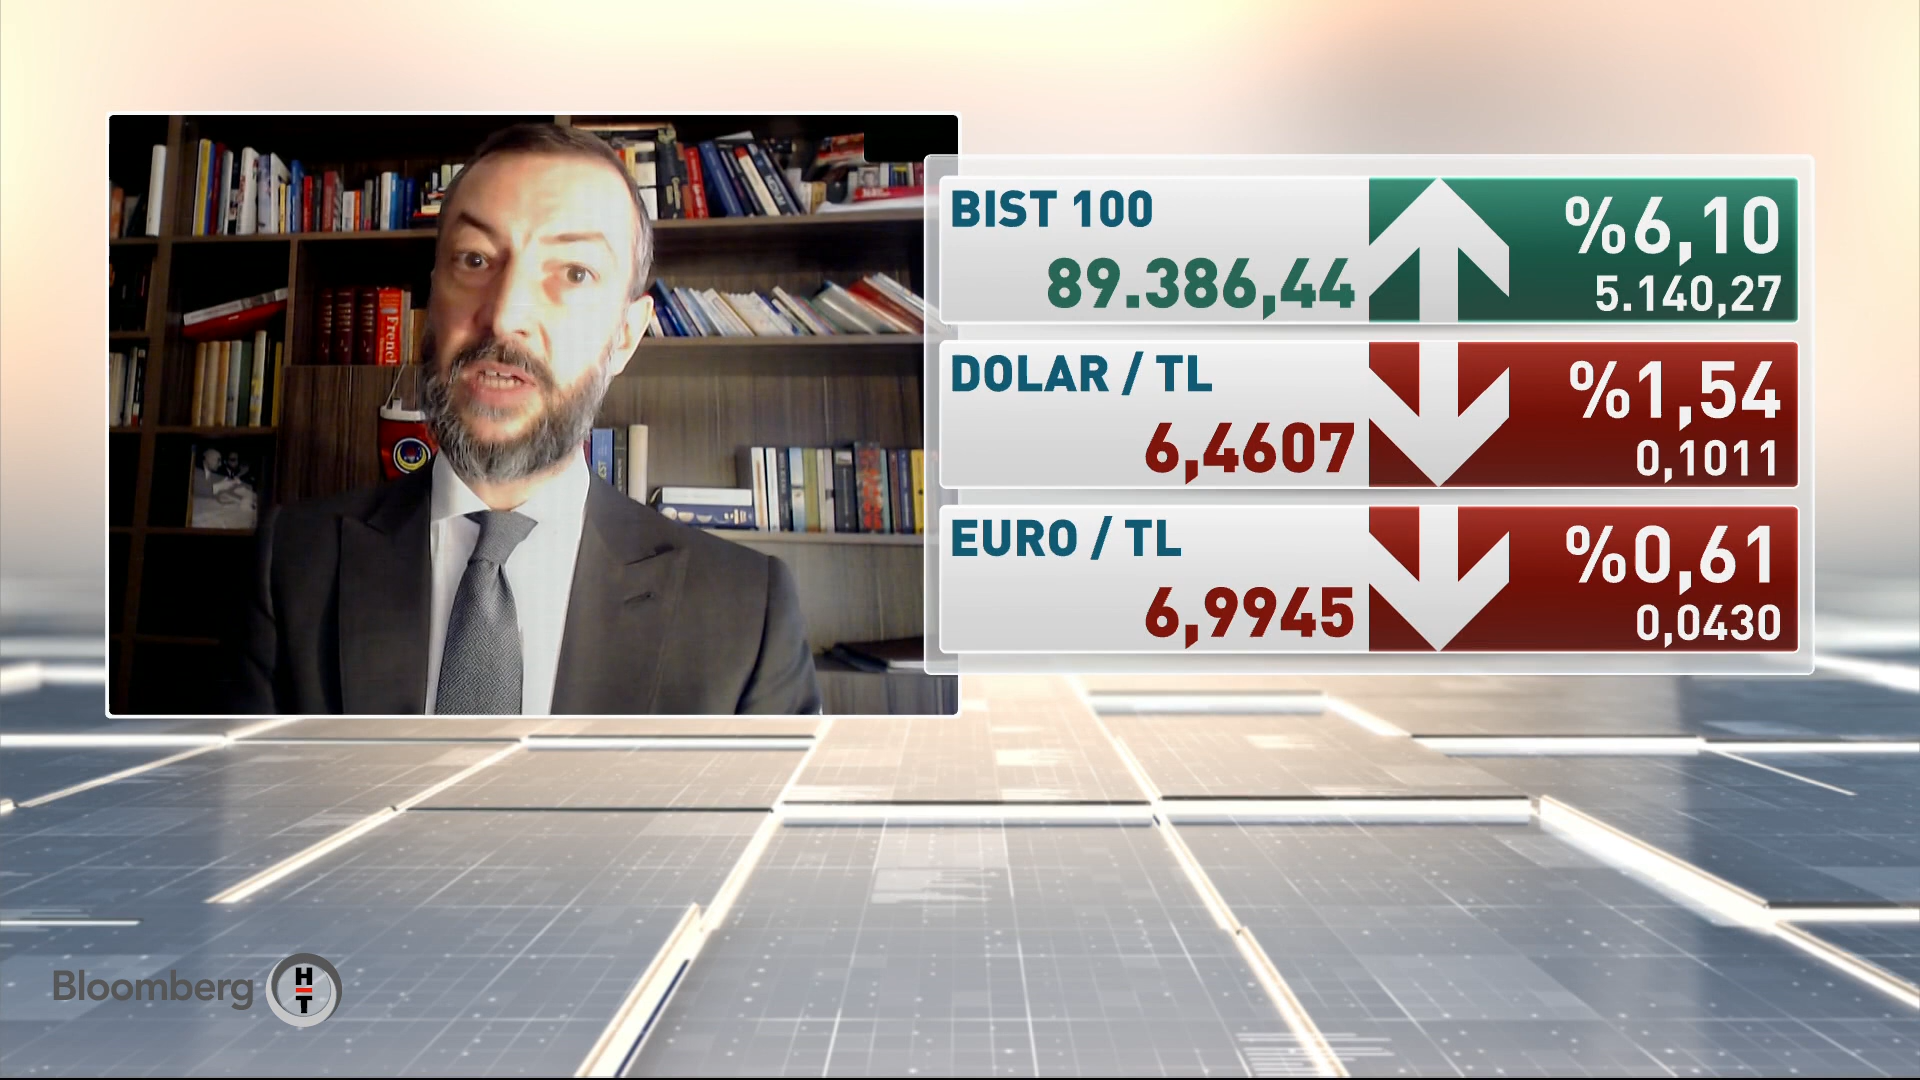 BIST 100
89.386,44
%6,10
5.140,27
DOLAR / TL
6,4607
%1,54
0,1011
EURO / TL
6,9945
%0,61
0,0430
French
Bloomberg HT